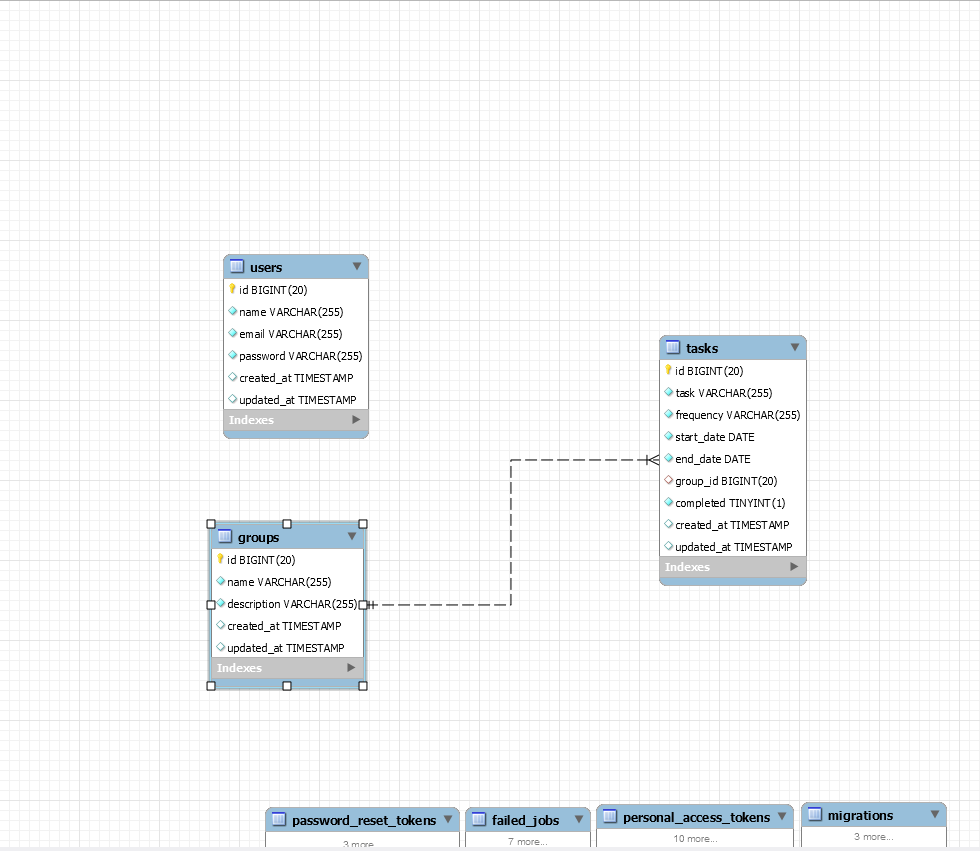 users
id BIGINT(20)
name VARCHAR(255)
email VARCHAR(255)
password VARCHAR(255)
created_at TIMESTAMP
updated_at TIMESTAMP
Indexes
tasks
id BIGINT(20)
task VARCHAR(255)
frequency VARCHAR(255)
start_date DATE
end_date DATE
group_id BIGINT(20)
completed TINYINT(1)
created_at TIMESTAMP
updated_at TIMESTAMP
Indexes
groups
id BIGINT(20)
name VARCHAR(255)
description VARCHAR(255)
created_at TIMESTAMP
updated_at TIMESTAMP
Indexes
password_reset_tokens
3 more...
failed_jobs
7 more...
personal_access_tokens
10 more...
migrations
3 more...